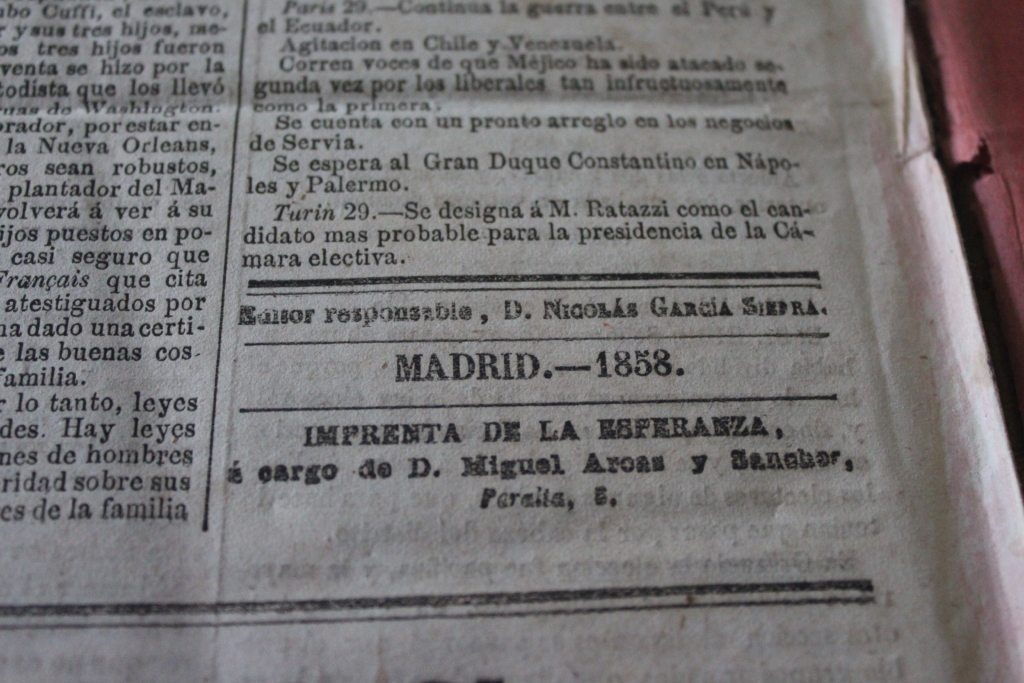 bo Cuffi, el esclavo,
y sus tres hijos, me-
os tres hijos fueron
venta se hizo por la
todista que los llevó
de Washington.
rador, por estar en-
la Nueva Orleans,
ros sean robustos,
plantador del Ma-
volverá á ver á su
ijos puestos en po-
casi seguro que
Français que cita
atestiguados por
ha dado una certi-
e las buenas cos-
familia.
r lo tanto, leyes
des. Hay leyes
nes de hombres
ridad sobre sus
es de la familia
Paris 29.—Continúa la guerra entre el Perú y
el Ecuador.
Agitacion en Chile y Venezuela.
Corren voces de que Méjico ha sido atacado se-
gunda vez por los liberales tan infructuosamente
como la primera.
Se cuenta con un pronto arreglo en los negocios
de Servia.
Se espera al Gran Duque Constantino en Nápo-
les y Palermo.
Turin 29.—Se designa á M. Ratazzi como el can-
didato mas probable para la presidencia de la Cá-
mara electiva.
Editor responsable, D. Nicolás García Sierra.
MADRID.—1858.
IMPRENTA DE LA ESPERANZA,
á cargo de D. Miguel Arcas y Sanchez,
Peralta, 5.